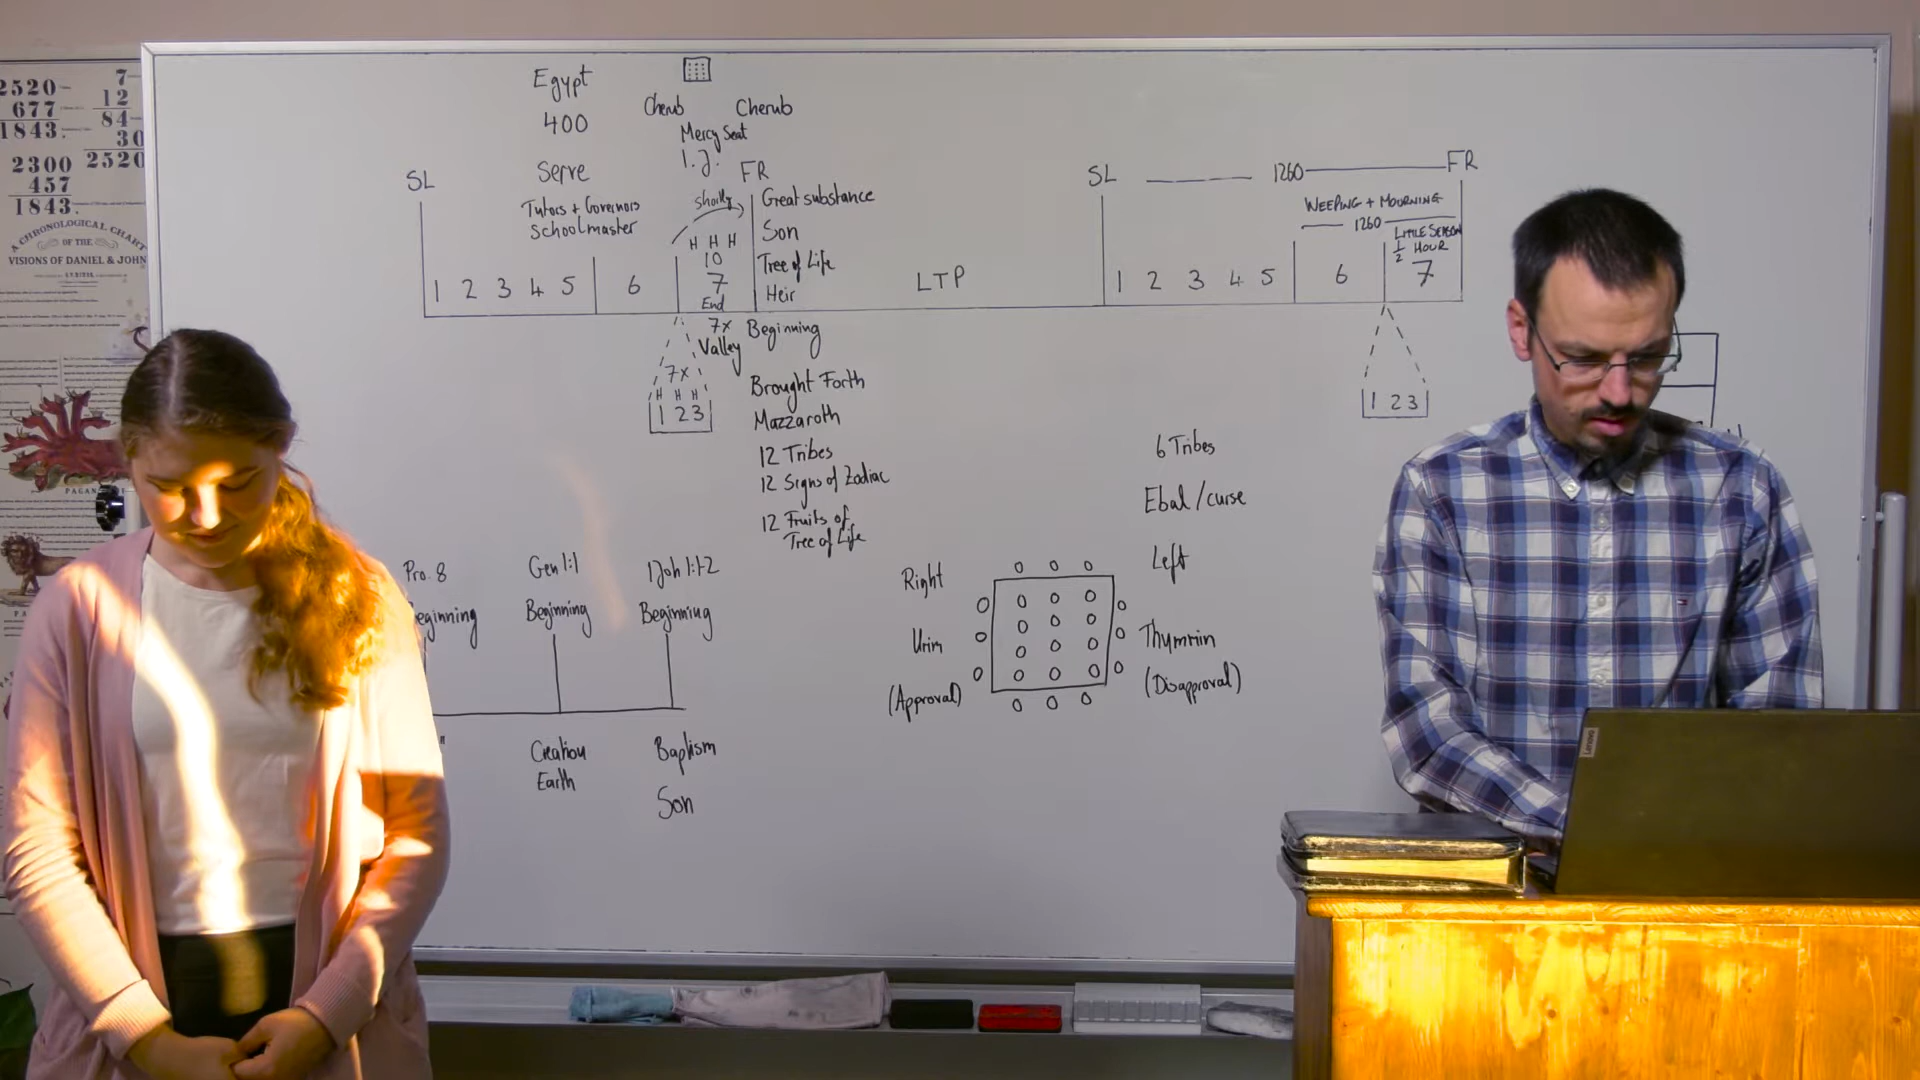 2520
677
1843.
2300
457
1843.
7
12
84
30
2520
A CHRONOLOGICAL CHART
OF THE
VISIONS OF DANIEL & JOHN
PAGAN
Egypt
400
Serve
Tutors + Governors
Schoolmaster
Cherub Cherub
Mercy Seat
1.J.
SL
FR
shortly
Great substance
Son
Tree of Life
Heir
H H H
10
1 2 3 4 5 6 7
End
7x
Beginning
Valley
7x
H H H
1 2 3
Brought Forth
Mazzaroth
12 Tribes
12 Signs of Zodiac
12 Fruits of
Tree of Life
LTP
SL 1260 FR
WEEPING + MOURNING
1260
LITTLE SEASON
1/2 HOUR
1 2 3 4 5 6 7
1 2 3
6 Tribes
Ebal/curse
Left
Thummin
(Disapproval)
Right
Urim
(Approval)
Pro. 8
eginning
Gen 1:1
Beginning
1Joh 1:1-2
Beginning
Creation
Earth
Baptism
Son
Lenovo